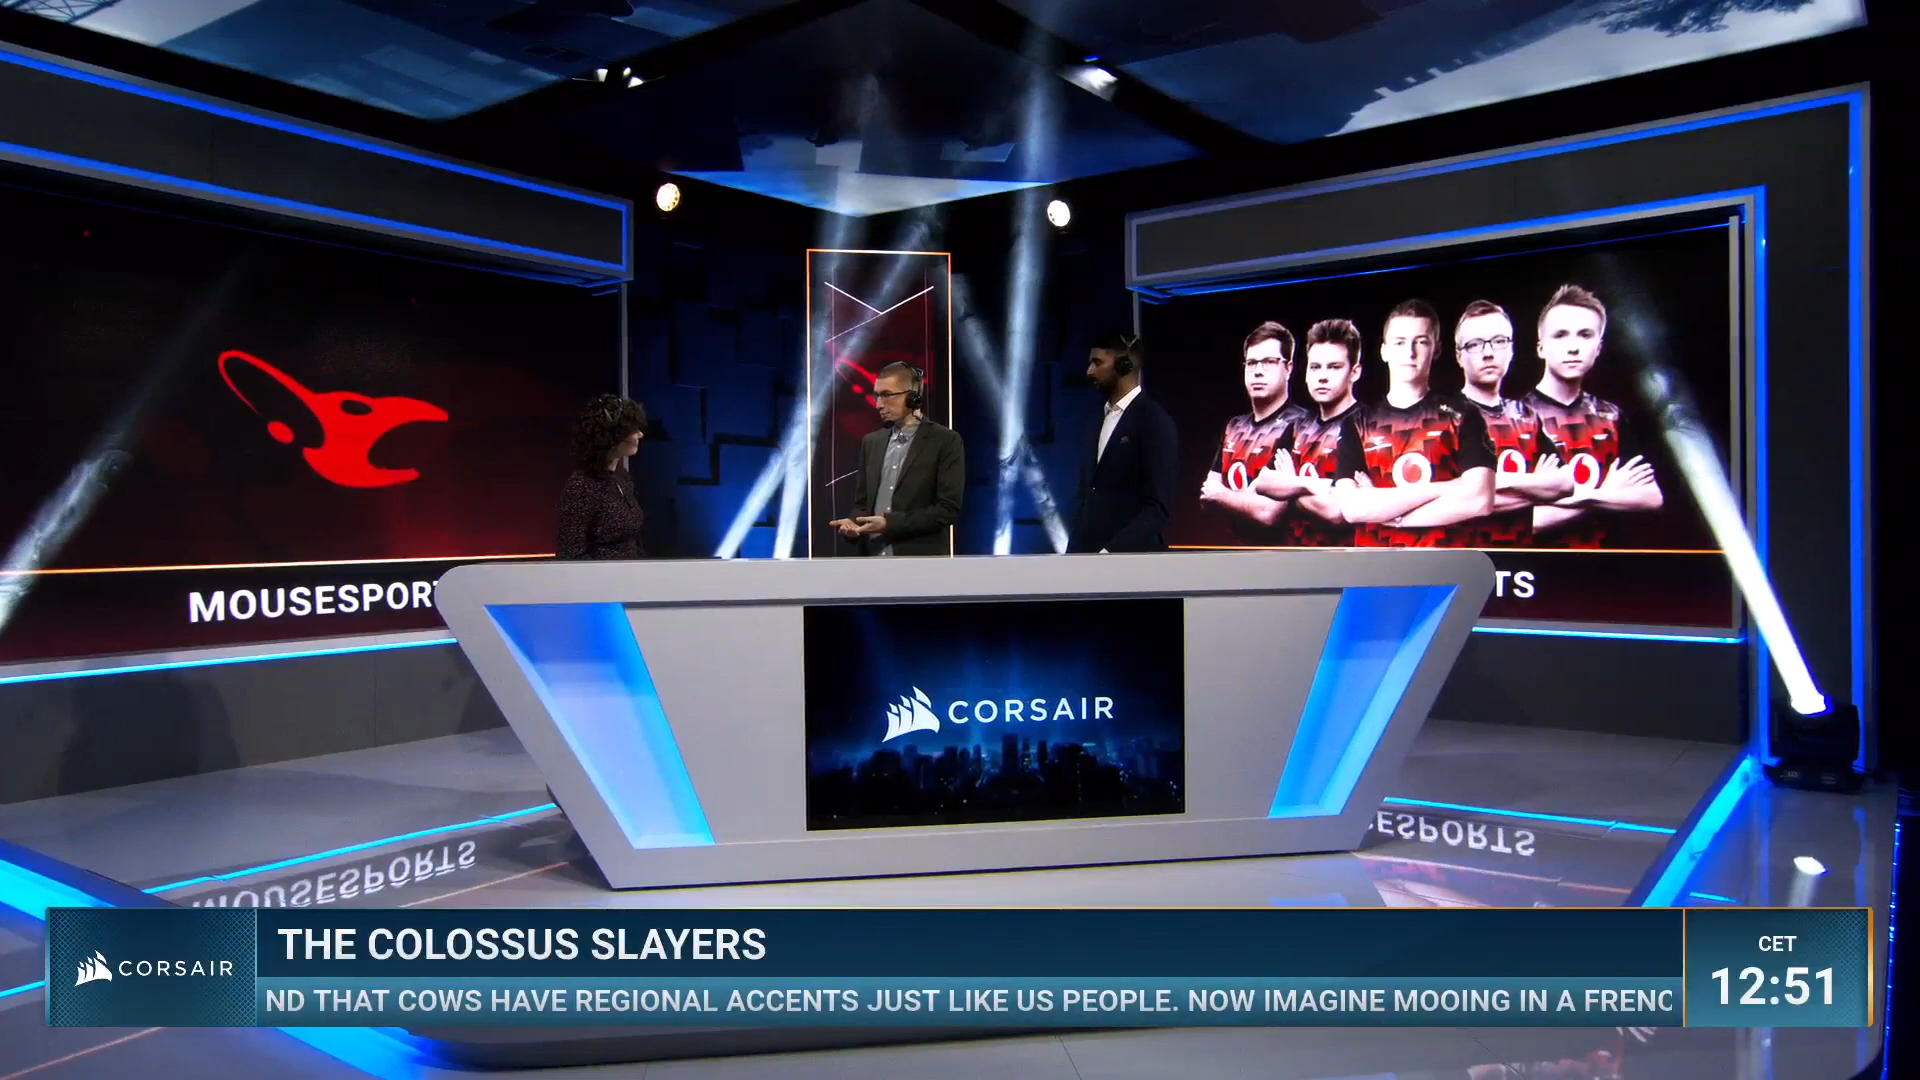 MOUSESPORT
TS
CORSAIR
MOUSESPORTS
ESPORTS
CORSAIR
THE COLOSSUS SLAYERS
ND THAT COWS HAVE REGIONAL ACCENTS JUST LIKE US PEOPLE. NOW IMAGINE MOOING IN A FRENC
CET
12:51